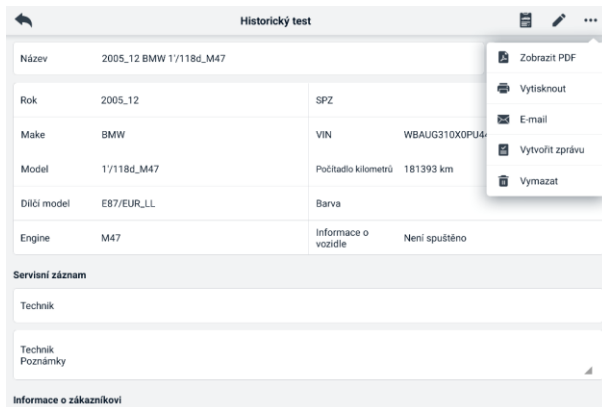 Historický test
Název 2005_12 BMW 1'/118d_M47
Zobrazit PDF
Vytisknout
E-mail
Vytvořit zprávu
Vymazat
Rok 2005_12 SPZ
Make BMW VIN
Model 1'/118d_M47 Počítadlo kilometrů 181393 km
Dílčí model E87/EUR_LL Barva
Engine M47 Informace o vozidle Není spuštěno
Servisní záznam
Technik
Technik
Poznámky
Informace o zákazníkovi